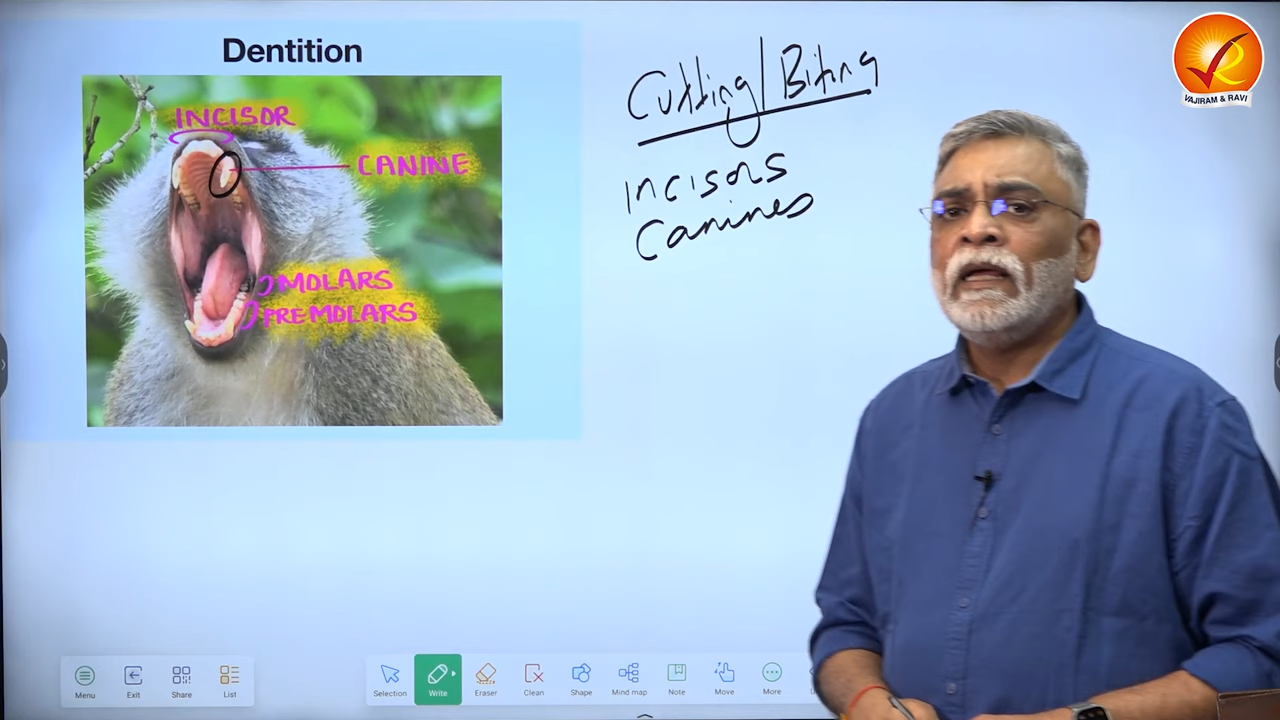 Dentition
INCISOR
CANINE
MOLARS
PREMOLARS
Cutting/Biting
Incisors
Canines
VAJIRAM & RAVI
Menu
Exit
Share
List
Selection
Write
Eraser
Clean
Shape
Mind map
Note
Move
More